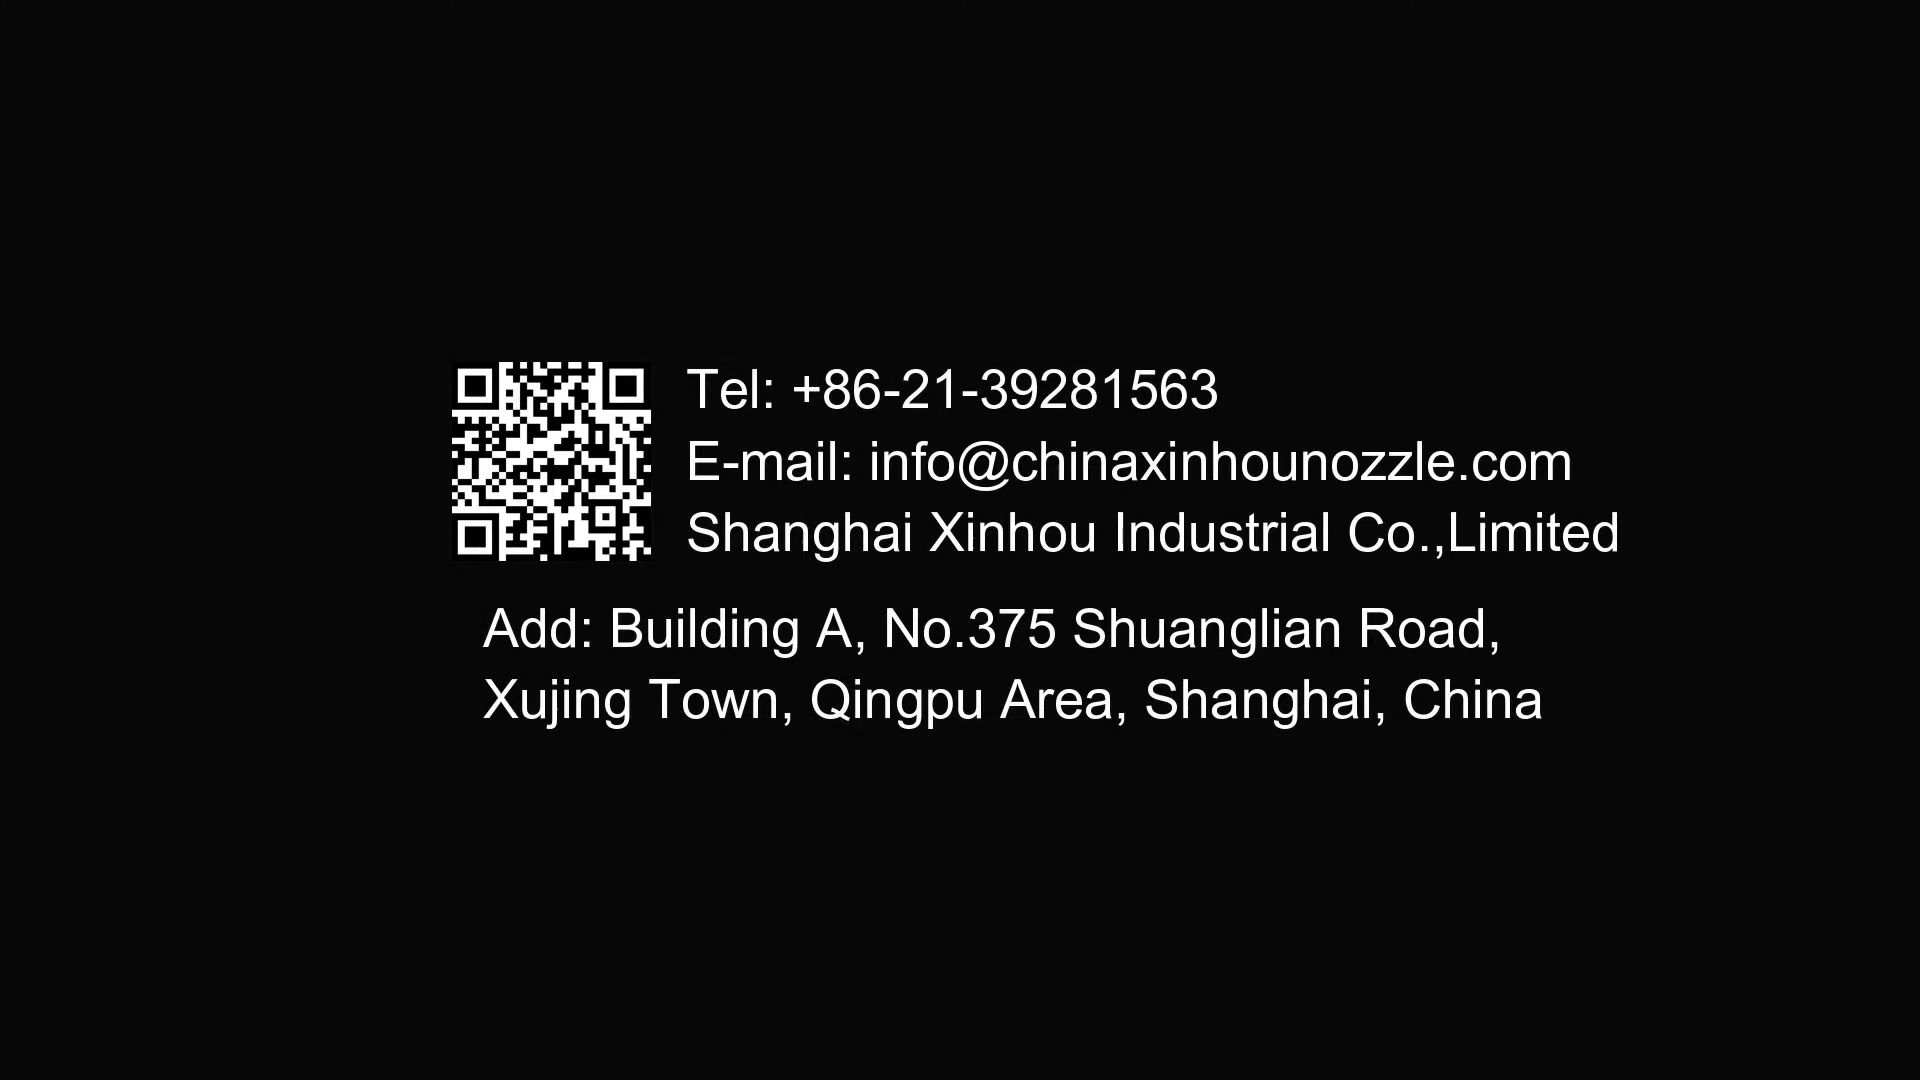 Tel: +86-21-39281563
E-mail: info@chinaxinhounozzle.com
Shanghai Xinhou Industrial Co.,Limited
Add: Building A, No.375 Shuanglian Road,
Xujing Town, Qingpu Area, Shanghai, China